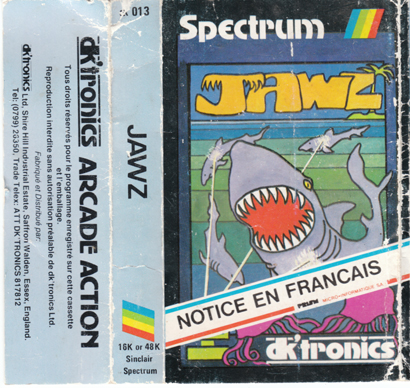 dk'tronics ARCADE ACTION
Tous droits réservés pour le programme enregistré sur cette cassette
et l'emballage.
Reproduction interdite sans autorisation prealable de dk'tronics Ltd.
Fabriqué et Distribué par:
dk'tronics Ltd. Shire Hill Industrial Estate, Saffron Walden, Essex, England.
Tel: (0799) 26350, Trade Telex: ATT DK'TRONICS 817812
013
JAWZ
16K or 48K
Sinclair
Spectrum
Spectrum
JAWZ
NOTICE EN FRANCAIS
MICRO-INFORMATIQUE S.A.
dk'tronics